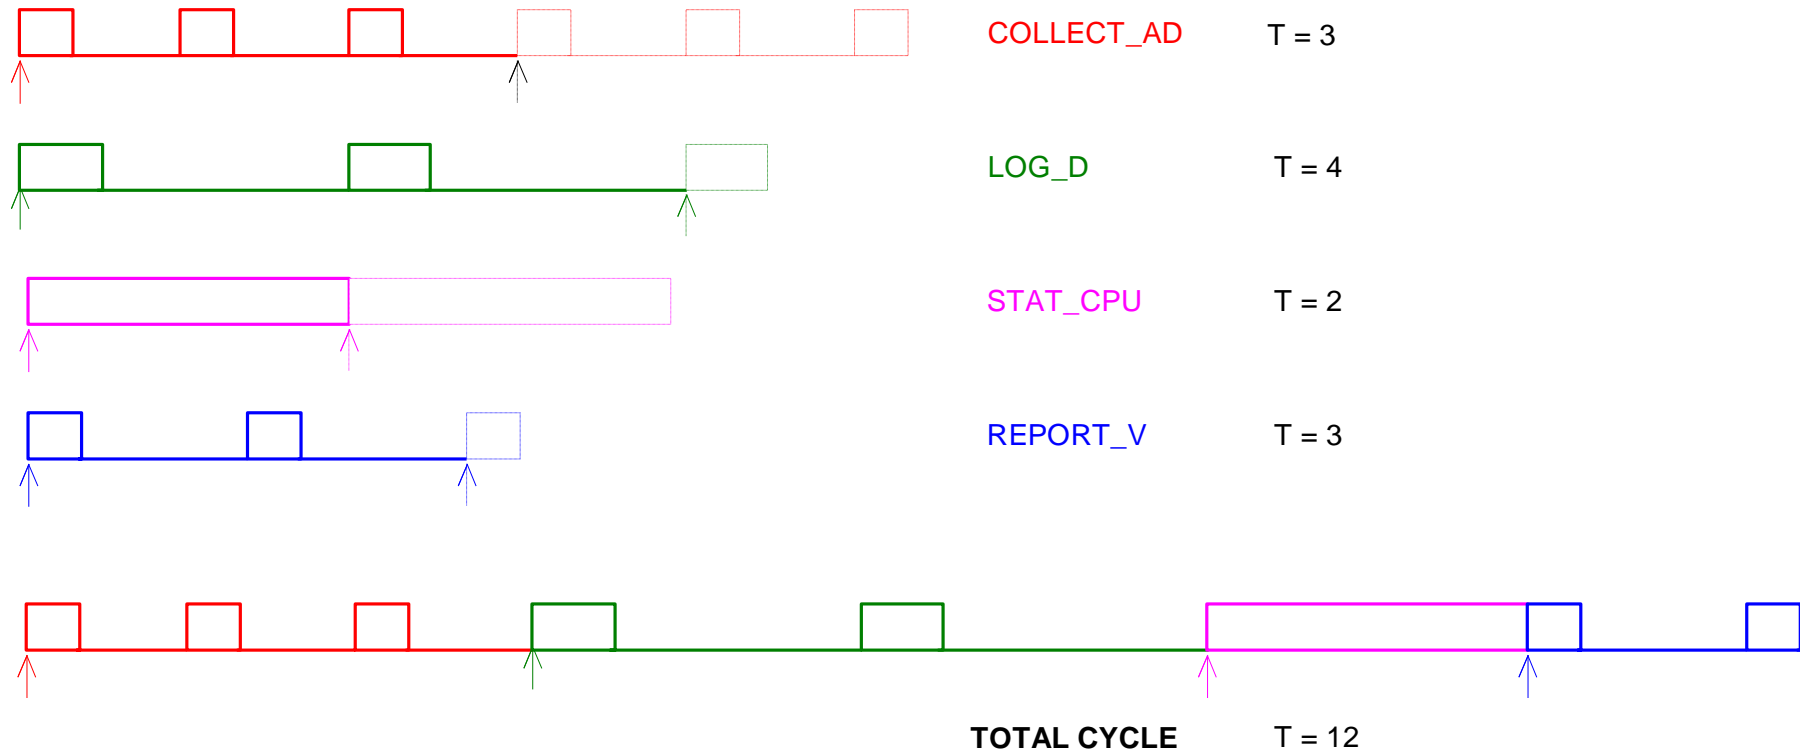 COLLECT_AD T = 3
LOG_D T = 4
STAT_CPU T = 2
REPORT_V T = 3
TOTAL CYCLE T = 12